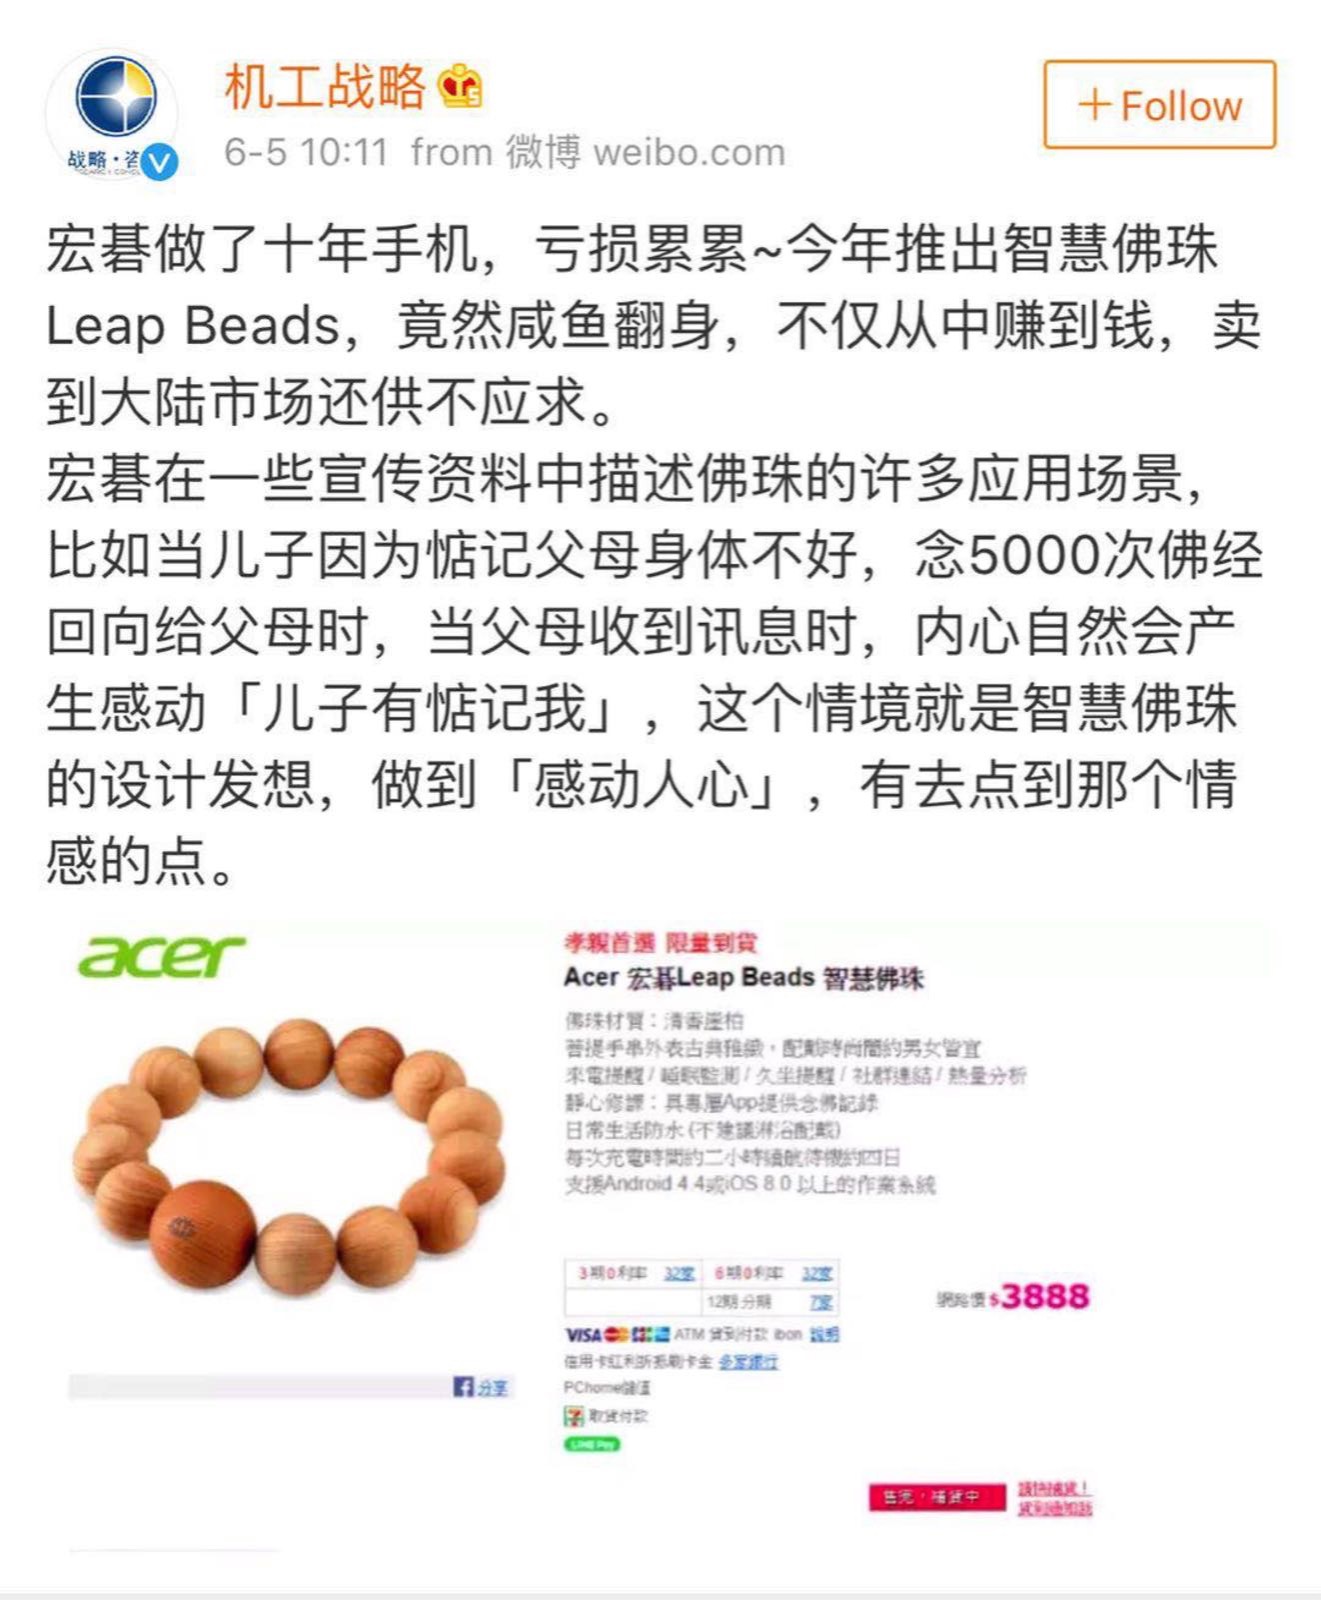 机工战略
+Follow
战略·咨
6-5 10:11 from 微博 weibo.com
宏碁做了十年手机，亏损累累~今年推出智慧佛珠
Leap Beads，竟然咸鱼翻身，不仅从中赚到钱，卖
到大陆市场还供不应求。
宏碁在一些宣传资料中描述佛珠的许多应用场景，
比如当儿子因为惦记父母身体不好，念5000次佛经
回向给父母时，当父母收到讯息时，内心自然会产
生感动「儿子有惦记我」，这个情境就是智慧佛珠
的设计发想，做到「感动人心」，有去点到那个情
感的点。
acer
孝親首選 限量到貨
Acer 宏碁Leap Beads 智慧佛珠
佛珠材質：清香崖柏
菩提手串外表古典雅緻，配戴時尚簡約男女皆宜
來電提醒/睡眠監測/久坐提醒/社群連結/熱量分析
靜心修課：具專屬App提供念佛記錄
日常生活防水(不建議淋浴配戴)
每次充電時間約二小時續航待機約四日
支援Android 4.4或iOS 8.0 以上的作業系統
3期0利率 32家 6期0利率 32家
12期分期 7家
網路價 $3888
VISA ATM 貨到付款 ibon 說明
信用卡紅利折抵刷卡金 多家銀行
分享
PChome儲值
取貨付款
LINE Pay
售完，補貨中
請快補貨！
貨到通知我